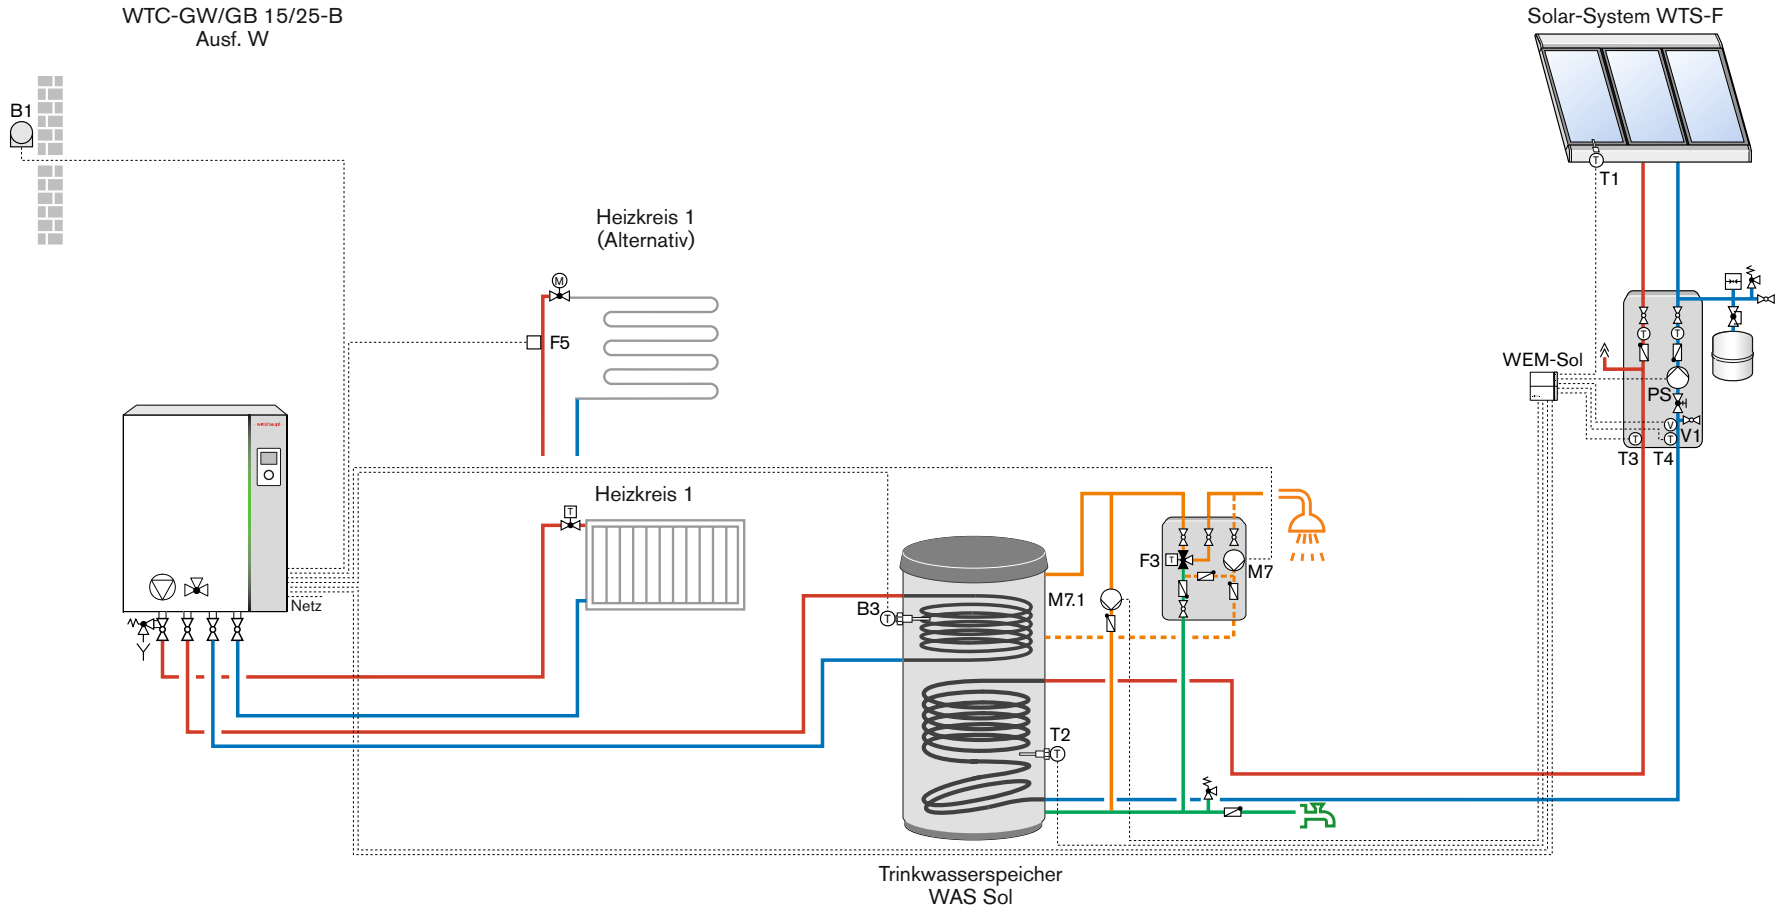 WTC-GW/GB 15/25-B
Ausf. W
Solar-System WTS-F
B1
T
T1
Heizkreis 1
(Alternativ)
M
F5
WEM-Sol
T
T
PS
V
V1
T
T
T3
T4
-weishaupt-
Heizkreis 1
T
F3
T
M7
M7.1
B3
T
Netz
T2
T
Trinkwasserspeicher
WAS Sol